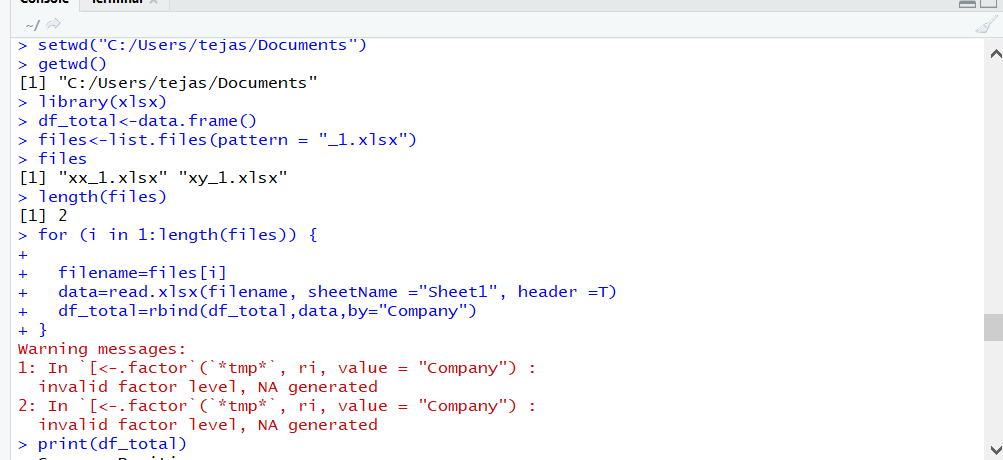 Console Terminal ×
~/
> setwd("C:/Users/tejas/Documents")
> getwd()
[1] "C:/Users/tejas/Documents"
> library(xlsx)
> df_total<-data.frame()
> files<-list.files(pattern = "_1.xlsx")
> files
[1] "xx_1.xlsx" "xy_1.xlsx"
> length(files)
[1] 2
> for (i in 1:length(files)) {
+
+   filename=files[i]
+   data=read.xlsx(filename, sheetName ="Sheet1", header =T)
+   df_total=rbind(df_total,data,by="Company")
+ }
Warning messages:
1: In `[<-.factor`(`*tmp*`, ri, value = "Company") :
  invalid factor level, NA generated
2: In `[<-.factor`(`*tmp*`, ri, value = "Company") :
  invalid factor level, NA generated
> print(df_total)